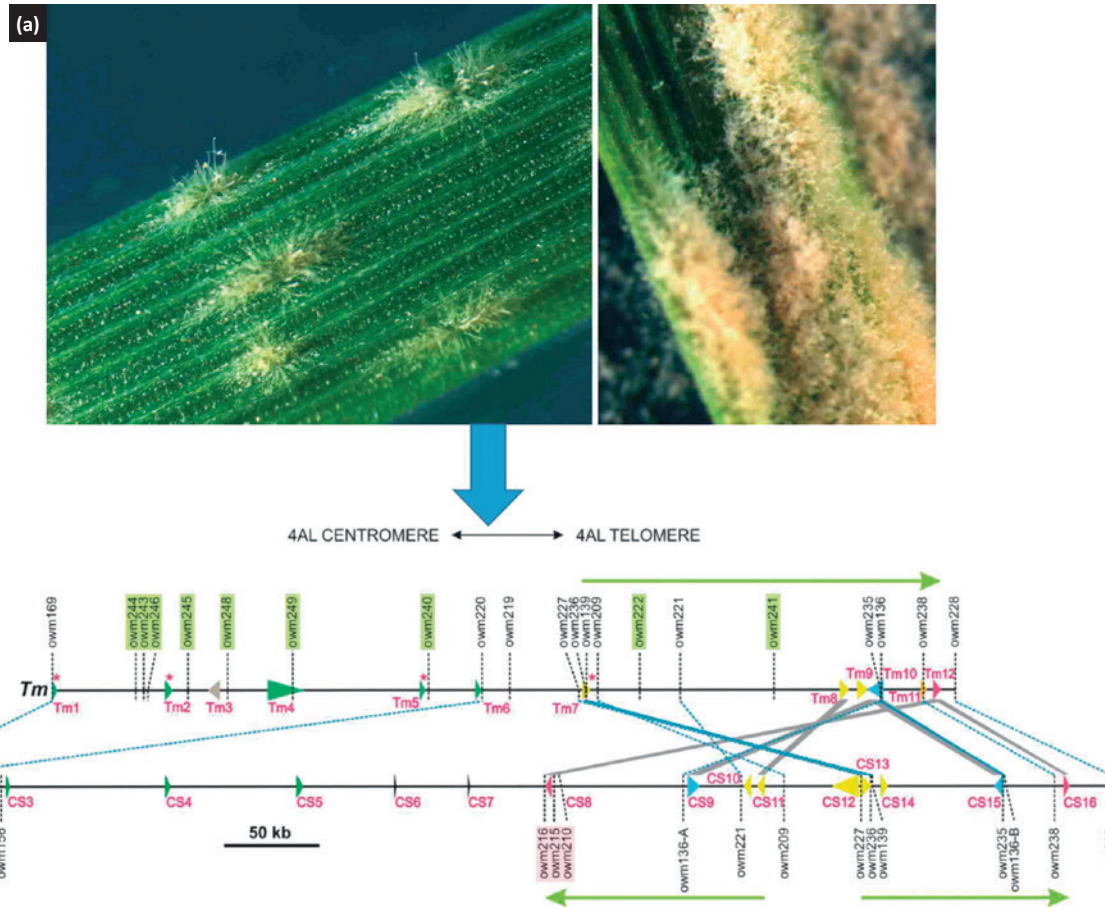 (a)
4AL CENTROMERE 4AL TELOMERE
owm169 owm244 owm243 owm246 owm245 owm248 owm249 owm240 owm220 owm219 owm227 owm236 owm139 owm209 owm222 owm221 owm241 owm235 owm136 owm238 owm228
* * * *
Tm
Tm1 Tm2 Tm3 Tm4 Tm5 Tm6 Tm7 Tm8 Tm9 Tm10 Tm11 Tm12
CS3 CS4 CS5 CS6 CS7 CS8 CS9 CS10 CS11 CS12 CS13 CS14 CS15 CS16
50 kb
owm216 owm215 owm210 owm136-A owm221 owm209 owm227 owm236 owm139 owm235 owm136-B owm238